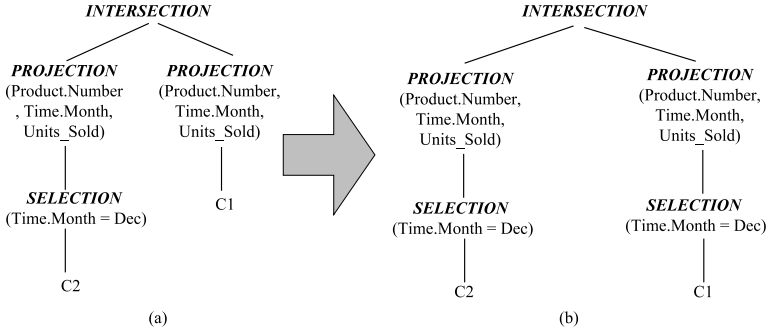 INTERSECTION
PROJECTION
(Product.Number
, Time.Month,
Units_Sold)
SELECTION
(Time.Month = Dec)
C2
PROJECTION
(Product.Number,
Time.Month,
Units_Sold)
C1
(a)
INTERSECTION
PROJECTION
(Product.Number,
Time.Month,
Units_Sold)
SELECTION
(Time.Month = Dec)
C2
PROJECTION
(Product.Number,
Time.Month,
Units_Sold)
SELECTION
(Time.Month = Dec)
C1
(b)